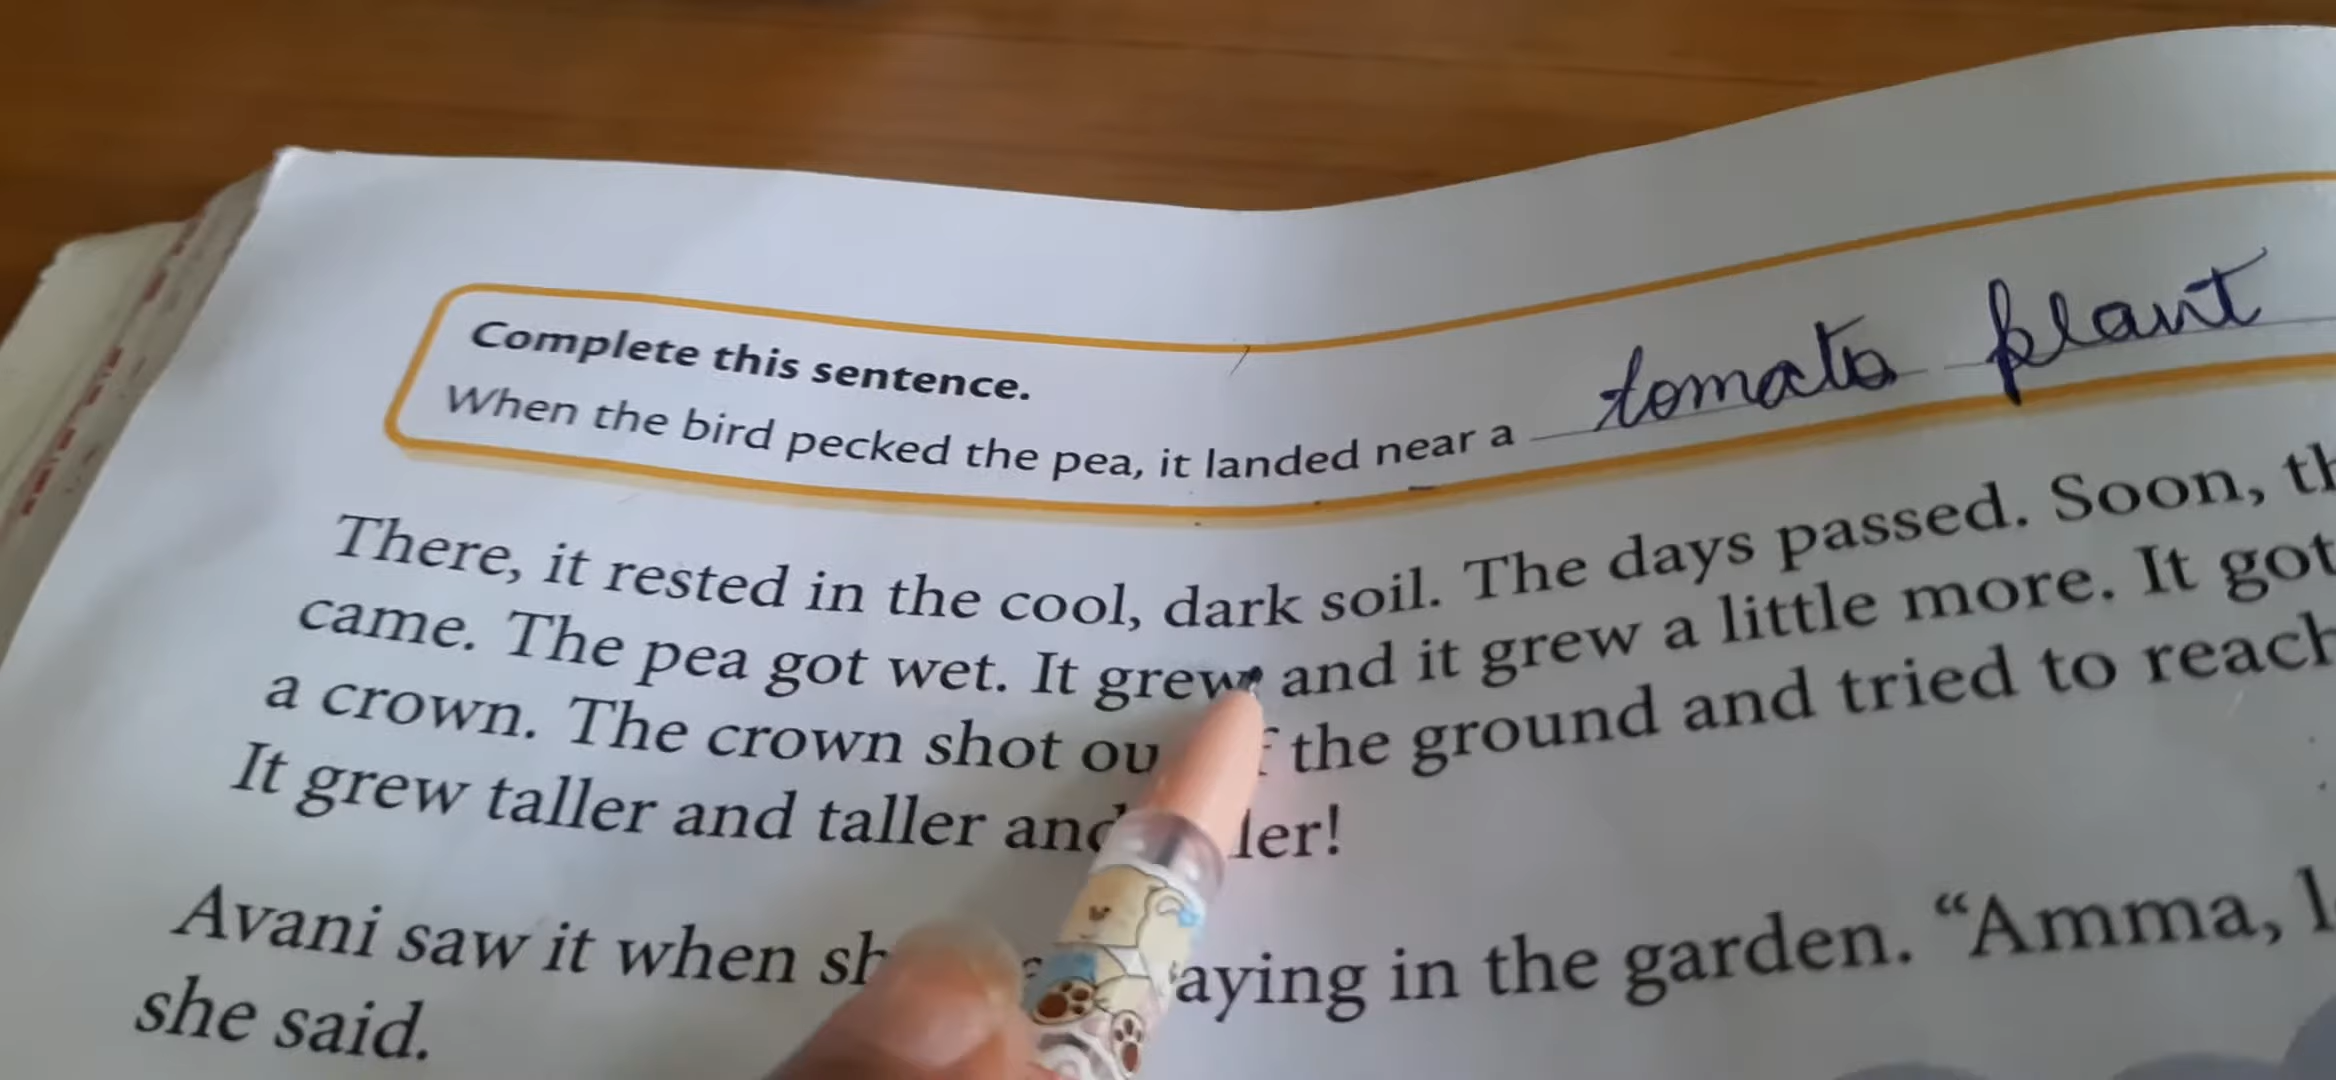 Complete this sentence.
When the bird pecked the pea, it landed near a tomato plant
There, it rested in the cool, dark soil. The days passed. Soon,
came. The pea got wet. It grew and it grew a little more. It got
a crown. The crown shot the ground and tried to reach
It grew taller and taller and
Avani saw it when in the garden. “Amma,
she said.